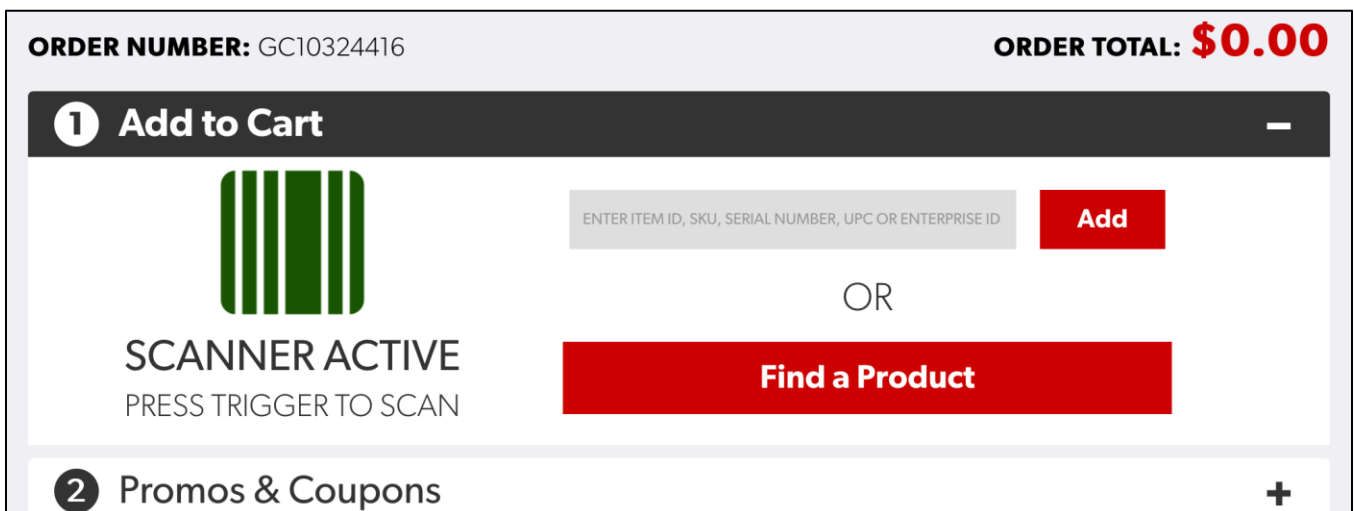 ORDER NUMBER: GC10324416
ORDER TOTAL: $0.00
1 Add to Cart
ENTER ITEM ID, SKU, SERIAL NUMBER, UPC OR ENTERPRISE ID
Add
OR
SCANNER ACTIVE
PRESS TRIGGER TO SCAN
Find a Product
2 Promos & Coupons